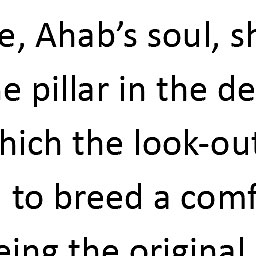 e, Ahab’s soul, sh
e pillar in the de
hich the look-out
to breed a comf
eing the original